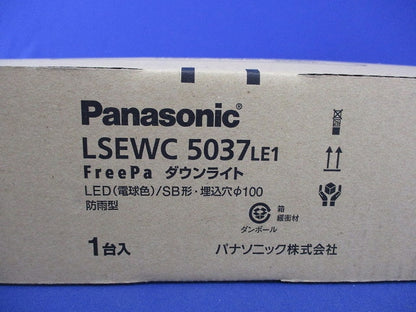 Panasonic®
LSEWC 5037LE1
FreePa ダウンライト
LED(電球色)/SB形・埋込穴φ100
防雨型
箱
緩衝材
ダンボール
1台入
パナソニック株式会社